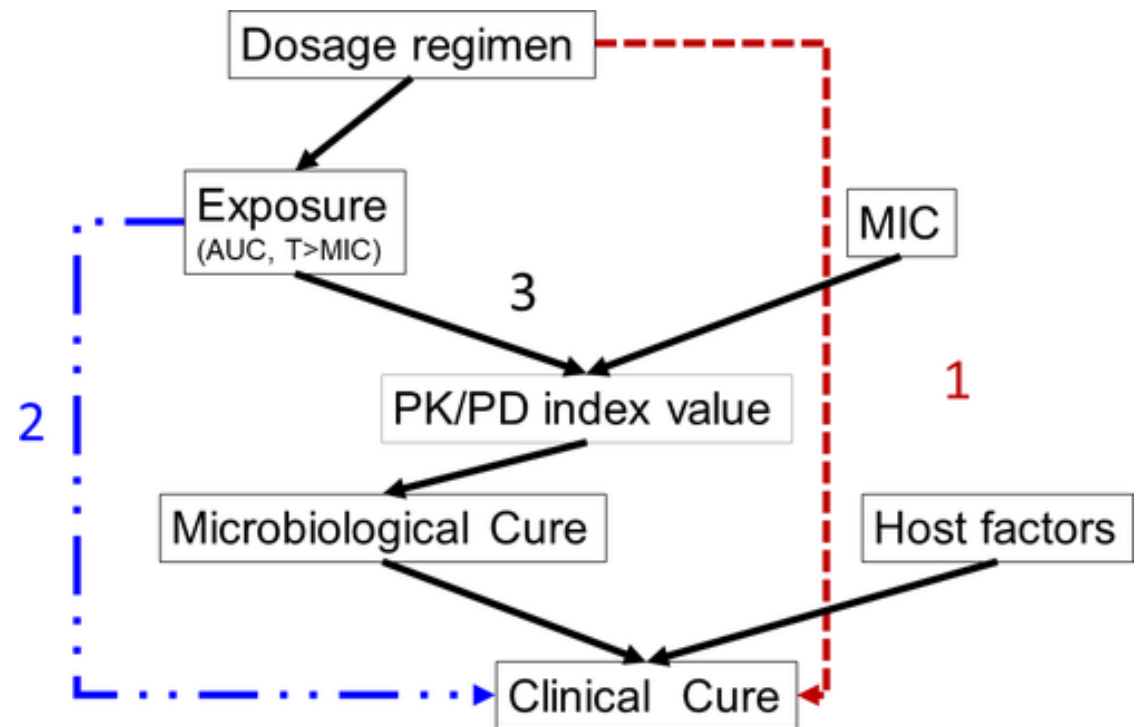 Dosage regimen
Exposure
(AUC, T>MIC)
MIC
3
PK/PD index value
1
2
Microbiological Cure
Host factors
Clinical Cure